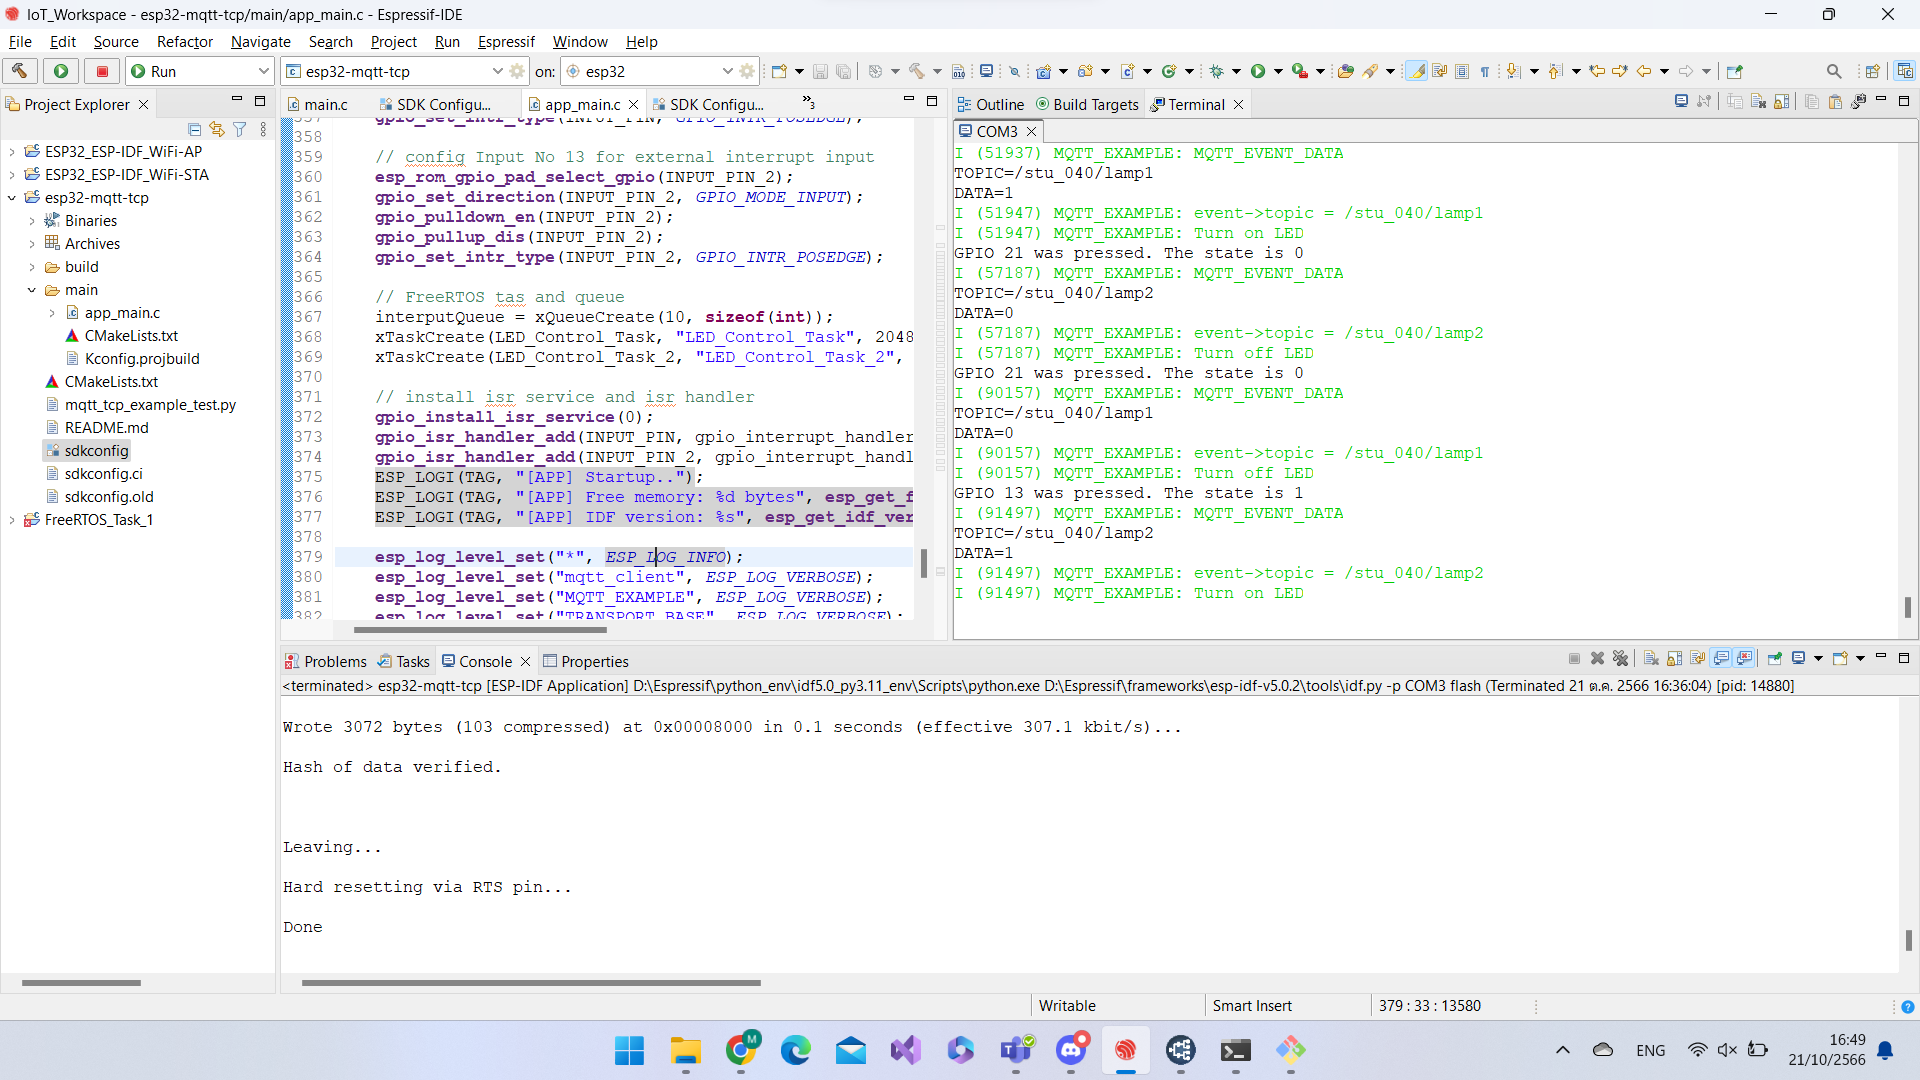 IoT_Workspace - esp32-mqtt-tcp/main/app_main.c - Espressif-IDE
File Edit Source Refactor Navigate Search Project Run Espressif Window Help
Run
esp32-mqtt-tcp
on:
esp32
Project Explorer
ESP32_ESP-IDF_WiFi-AP
ESP32_ESP-IDF_WiFi-STA
esp32-mqtt-tcp
Binaries
Archives
build
main
app_main.c
CMakeLists.txt
Kconfig.projbuild
CMakeLists.txt
mqtt_tcp_example_test.py
README.md
sdkconfig
sdkconfig.ci
sdkconfig.old
FreeRTOS_Task_1
main.c
SDK Configu...
app_main.c
SDK Configu...
»3
357 gpio_set_intr_type(INPUT_PIN, GPIO_INTR_POSEDGE);
358
359 // config Input No 13 for external interrupt input
360 esp_rom_gpio_pad_select_gpio(INPUT_PIN_2);
361 gpio_set_direction(INPUT_PIN_2, GPIO_MODE_INPUT);
362 gpio_pulldown_en(INPUT_PIN_2);
363 gpio_pullup_dis(INPUT_PIN_2);
364 gpio_set_intr_type(INPUT_PIN_2, GPIO_INTR_POSEDGE);
365
366 // FreeRTOS tas and queue
367 interputQueue = xQueueCreate(10, sizeof(int));
368 xTaskCreate(LED_Control_Task, "LED_Control_Task", 2048
369 xTaskCreate(LED_Control_Task_2, "LED_Control_Task_2",
370
371 // install isr service and isr handler
372 gpio_install_isr_service(0);
373 gpio_isr_handler_add(INPUT_PIN, gpio_interrupt_handler
374 gpio_isr_handler_add(INPUT_PIN_2, gpio_interrupt_handl
375 ESP_LOGI(TAG, "[APP] Startup..");
376 ESP_LOGI(TAG, "[APP] Free memory: %d bytes", esp_get_f
377 ESP_LOGI(TAG, "[APP] IDF version: %s", esp_get_idf_ver
378
379 esp_log_level_set("*", ESP_LOG_INFO);
380 esp_log_level_set("mqtt_client", ESP_LOG_VERBOSE);
381 esp_log_level_set("MQTT_EXAMPLE", ESP_LOG_VERBOSE);
382 esp_log_level_set("TRANSPORT_BASE", ESP_LOG_VERBOSE);
Outline
Build Targets
Terminal
COM3
I (51937) MQTT_EXAMPLE: MQTT_EVENT_DATA
TOPIC=/stu_040/lamp1
DATA=1
I (51947) MQTT_EXAMPLE: event->topic = /stu_040/lamp1
I (51947) MQTT_EXAMPLE: Turn on LED
GPIO 21 was pressed. The state is 0
I (57187) MQTT_EXAMPLE: MQTT_EVENT_DATA
TOPIC=/stu_040/lamp2
DATA=0
I (57187) MQTT_EXAMPLE: event->topic = /stu_040/lamp2
I (57187) MQTT_EXAMPLE: Turn off LED
GPIO 21 was pressed. The state is 0
I (90157) MQTT_EXAMPLE: MQTT_EVENT_DATA
TOPIC=/stu_040/lamp1
DATA=0
I (90157) MQTT_EXAMPLE: event->topic = /stu_040/lamp1
I (90157) MQTT_EXAMPLE: Turn off LED
GPIO 13 was pressed. The state is 1
I (91497) MQTT_EXAMPLE: MQTT_EVENT_DATA
TOPIC=/stu_040/lamp2
DATA=1
I (91497) MQTT_EXAMPLE: event->topic = /stu_040/lamp2
I (91497) MQTT_EXAMPLE: Turn on LED
Problems
Tasks
Console
Properties
<terminated> esp32-mqtt-tcp [ESP-IDF Application] D:\Espressif\python_env\idf5.0_py3.11_env\Scripts\python.exe D:\Espressif\frameworks\esp-idf-v5.0.2\tools\idf.py -p COM3 flash (Terminated 21 ต.ค. 2566 16:36:04) [pid: 14880]
Wrote 3072 bytes (103 compressed) at 0x00008000 in 0.1 seconds (effective 307.1 kbit/s)...
Hash of data verified.
Leaving...
Hard resetting via RTS pin...
Done
Writable
Smart Insert
379 : 33 : 13580
ENG
16:49
21/10/2566